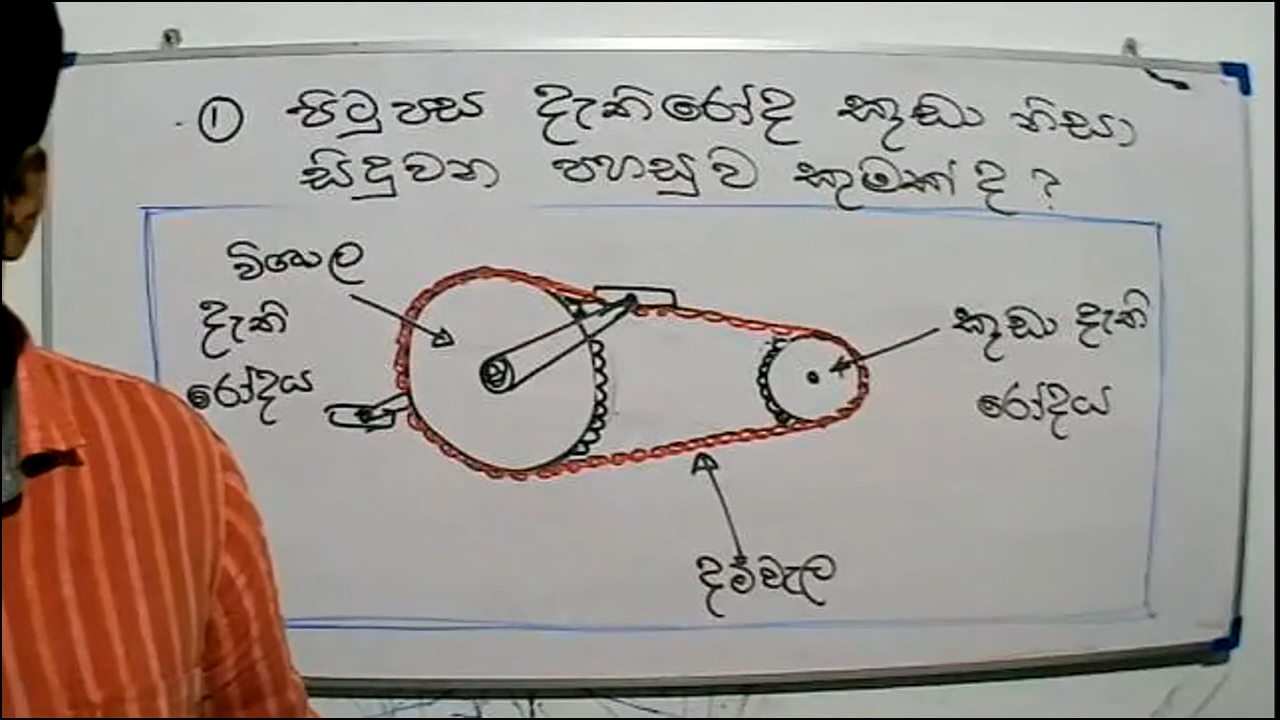 ① පිටුපස දැතිරෝද කුඩා නිසා
සිදුවන පහසුව කුමක් ද ?
විශාල
දැති
රෝදය
කුඩා දැති
රෝදය
දම්වැල